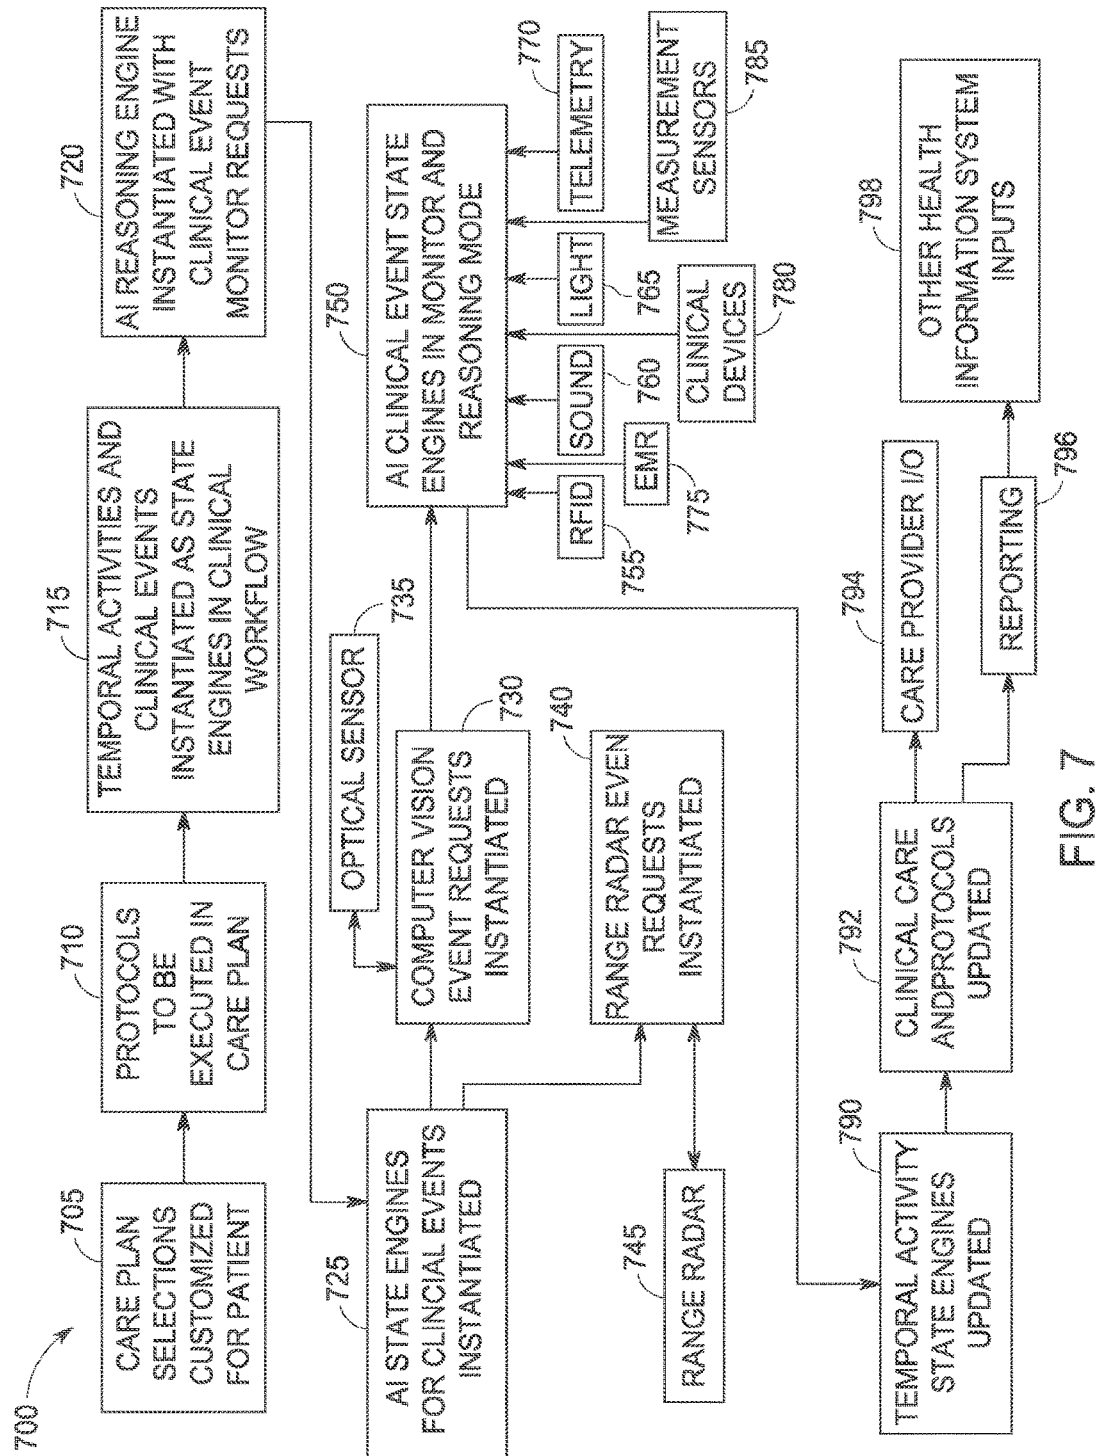 700
705
CARE PLAN
SELECTIONS
CUSTOMIZED
FOR PATIENT
710
PROTOCOLS
TO BE
EXECUTED IN
CARE PLAN
715
TEMPORAL ACTIVITIES AND
CLINICAL EVENTS
INSTANTIATED AS STATE
ENGINES IN CLINICAL
WORKFLOW
720
AI REASONING ENGINE
INSTANTIATED WITH
CLINICAL EVENT
MONITOR REQUESTS
725
AI STATE ENGINES
FOR CLINCIAL EVENTS
INSTANTIATED
OPTICAL SENSOR
735
COMPUTER VISION
EVENT REQUESTS
INSTANTIATED
730
740
RANGE RADAR EVEN
REQUESTS
INSTANTIATED
745
RANGE RADAR
750
AI CLINICAL EVENT STATE
ENGINES IN MONITOR AND
REASONING MODE
RFID
755
EMR
775
SOUND
760
CLINICAL
DEVICES
780
LIGHT
765
MEASUREMENT
SENSORS
785
TELEMETRY
770
790
TEMPORAL ACTIVITY
STATE ENGINES
UPDATED
792
CLINICAL CARE
ANDPROTOCOLS
UPDATED
794
CARE PROVIDER I/O
REPORTING
796
798
OTHER HEALTH
INFORMATION SYSTEM
INPUTS
FIG. 7